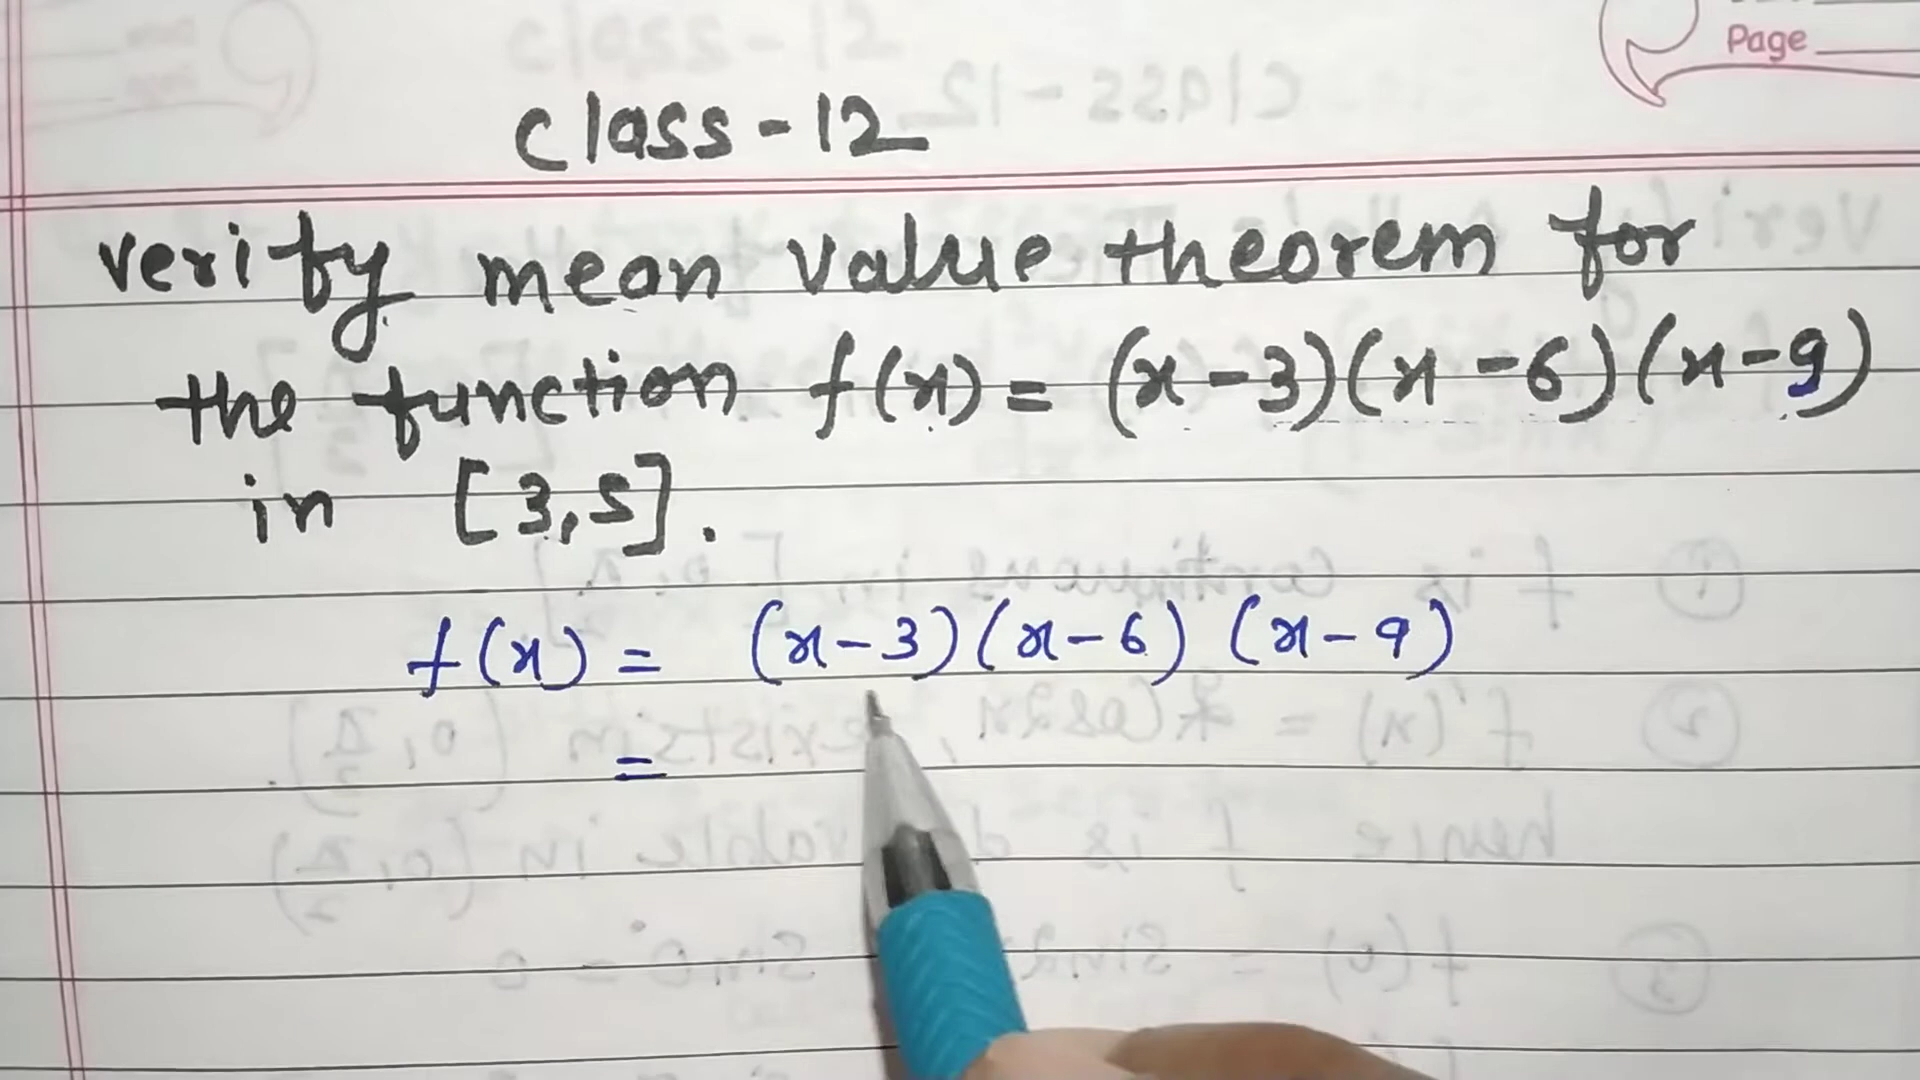 Page
Class-12
Verify mean value theorem for
the function f(x) = (x-3)(x-6)(x-9)
in [3,5].
f(x) = (x-3)(x-6)(x-9)
=